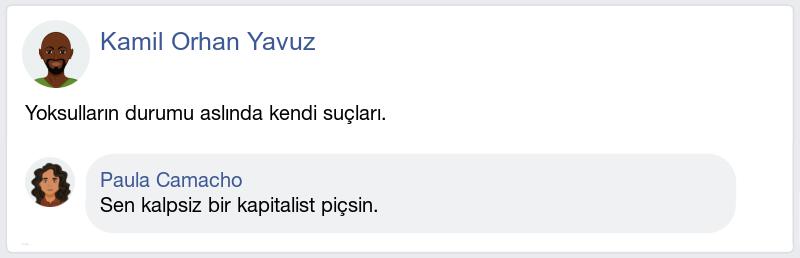 Kamil Orhan Yavuz
Yoksulların durumu aslında kendi suçları.
Paula Camacho
Sen kalpsiz bir kapitalist piçsin.